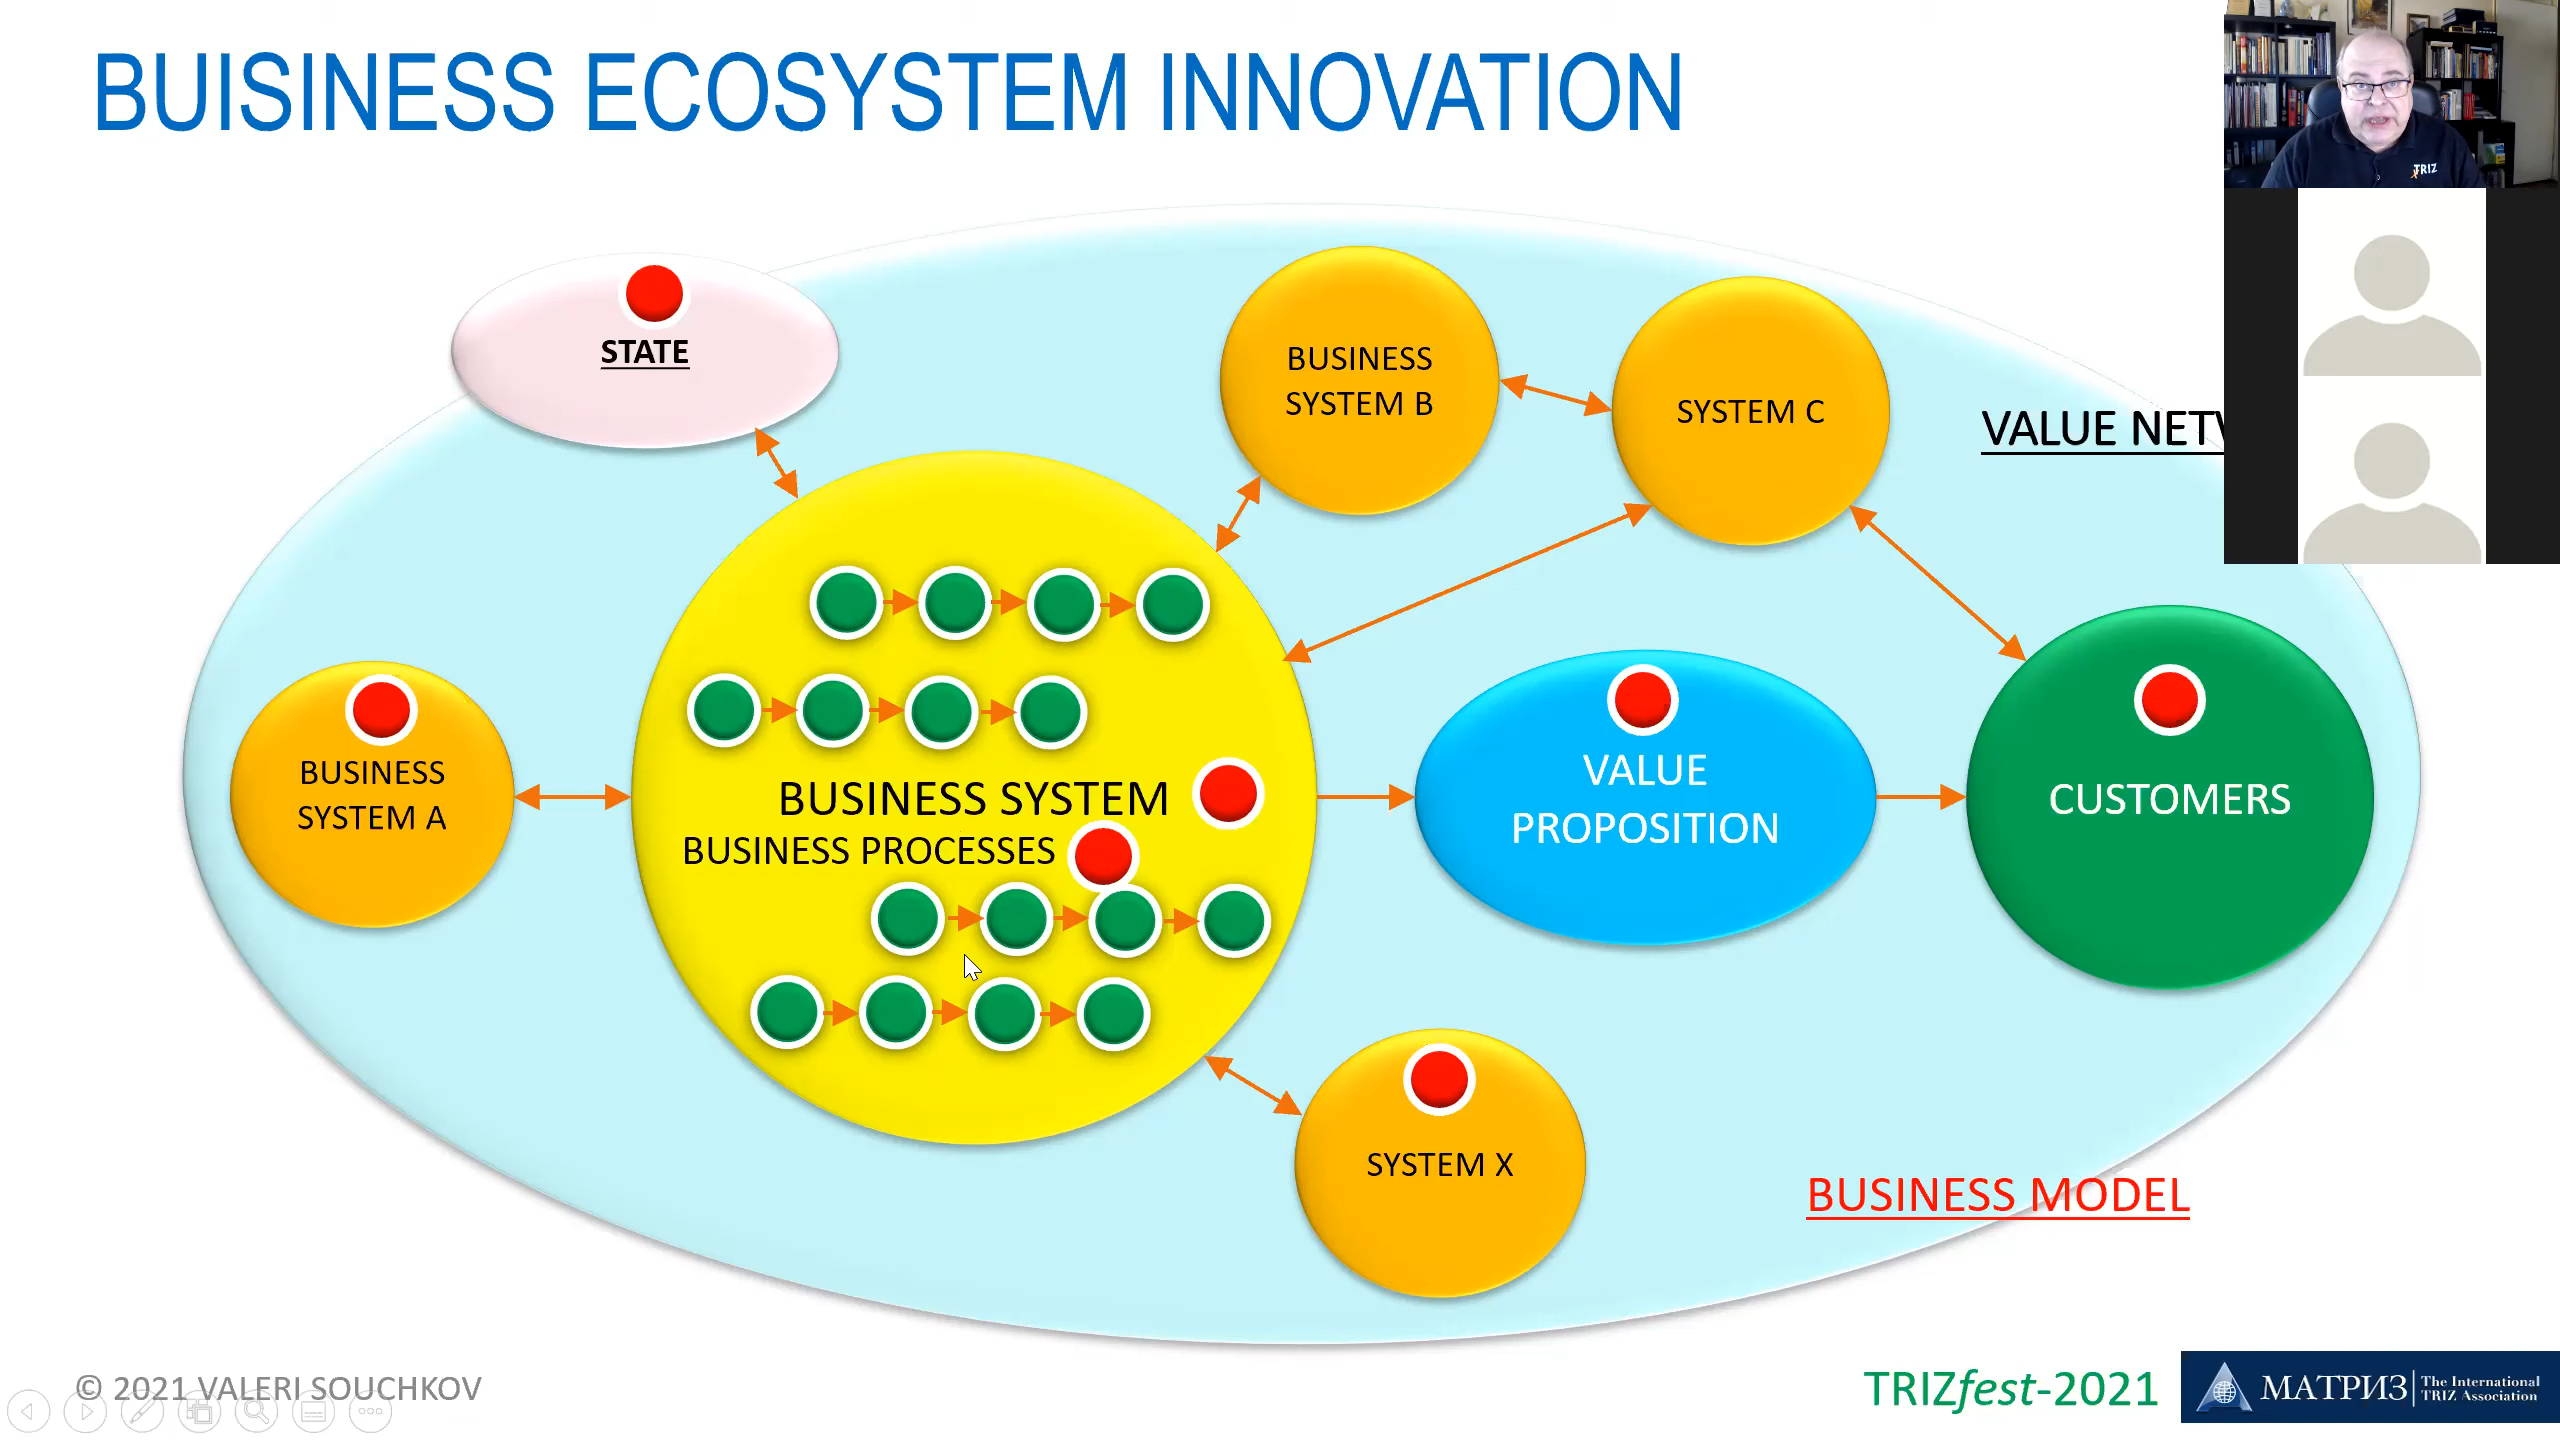 BUISINESS ECOSYSTEM INNOVATION
TRIZ
STATE
BUSINESS
SYSTEM B
SYSTEM C
VALUE
BUSINESS
SYSTEM A
BUSINESS SYSTEM
BUSINESS PROCESSES
VALUE
PROPOSITION
CUSTOMERS
SYSTEM X
BUSINESS MODEL
© 2021 VALERI SOUCHKOV
TRIZfest-2021
МАТРИЗ
The International
TRIZ Association